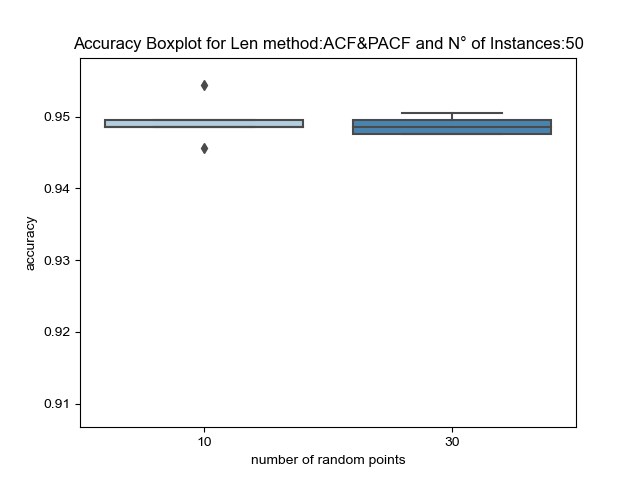 Accuracy Boxplot for Len method:ACF&PACF and N° of Instances:50
0.95
0.94
0.93
0.92
0.91
accuracy
10
30
number of random points